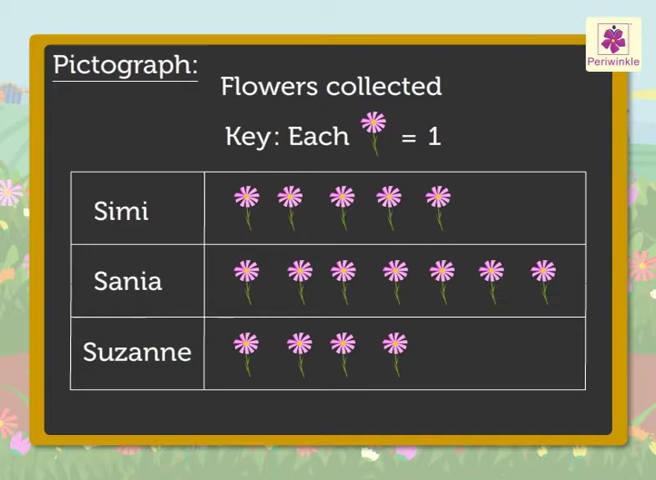 Periwinkle
Pictograph:
Flowers collected
Key: Each = 1
Simi
Sania
Suzanne